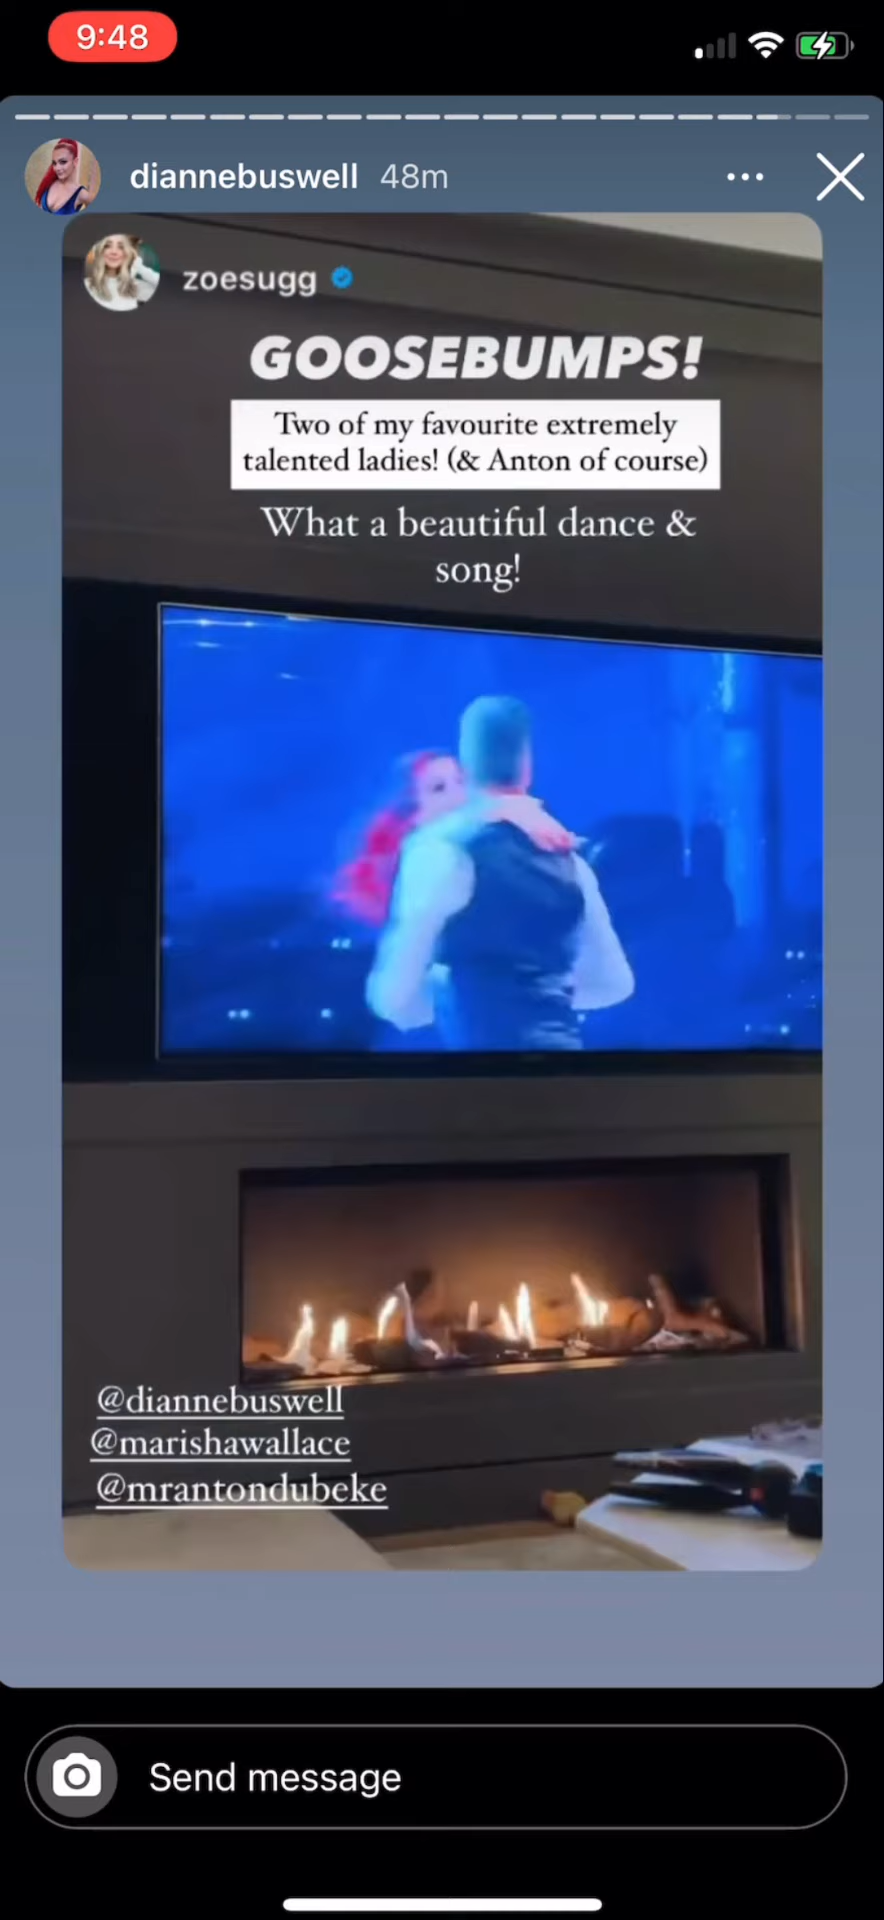 9:48
diannebuswell 48m
zoesugg
GOOSEBUMPS!
Two of my favourite extremely
talented ladies! (& Anton of course)
What a beautiful dance &
song!
@diannebuswell
@marishawallace
@mrantondubeke
Send message